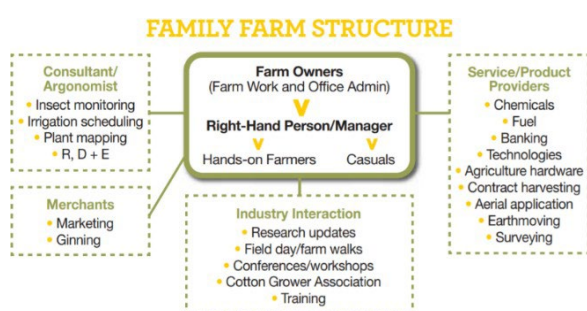 FAMILY FARM STRUCTURE
Consultant/
Argonomist
• Insect monitoring
• Irrigation scheduling
• Plant mapping
• R, D + E
Merchants
• Marketing
• Ginning
Farm Owners
(Farm Work and Office Admin)
Right-Hand Person/Manager
Hands-on Farmers
Casuals
Industry Interaction
• Research updates
• Field day/farm walks
• Conferences/workshops
• Cotton Grower Association
• Training
Service/Product
Providers
• Chemicals
• Fuel
• Banking
• Technologies
• Agriculture hardware
• Contract harvesting
• Aerial application
• Earthmoving
• Surveying